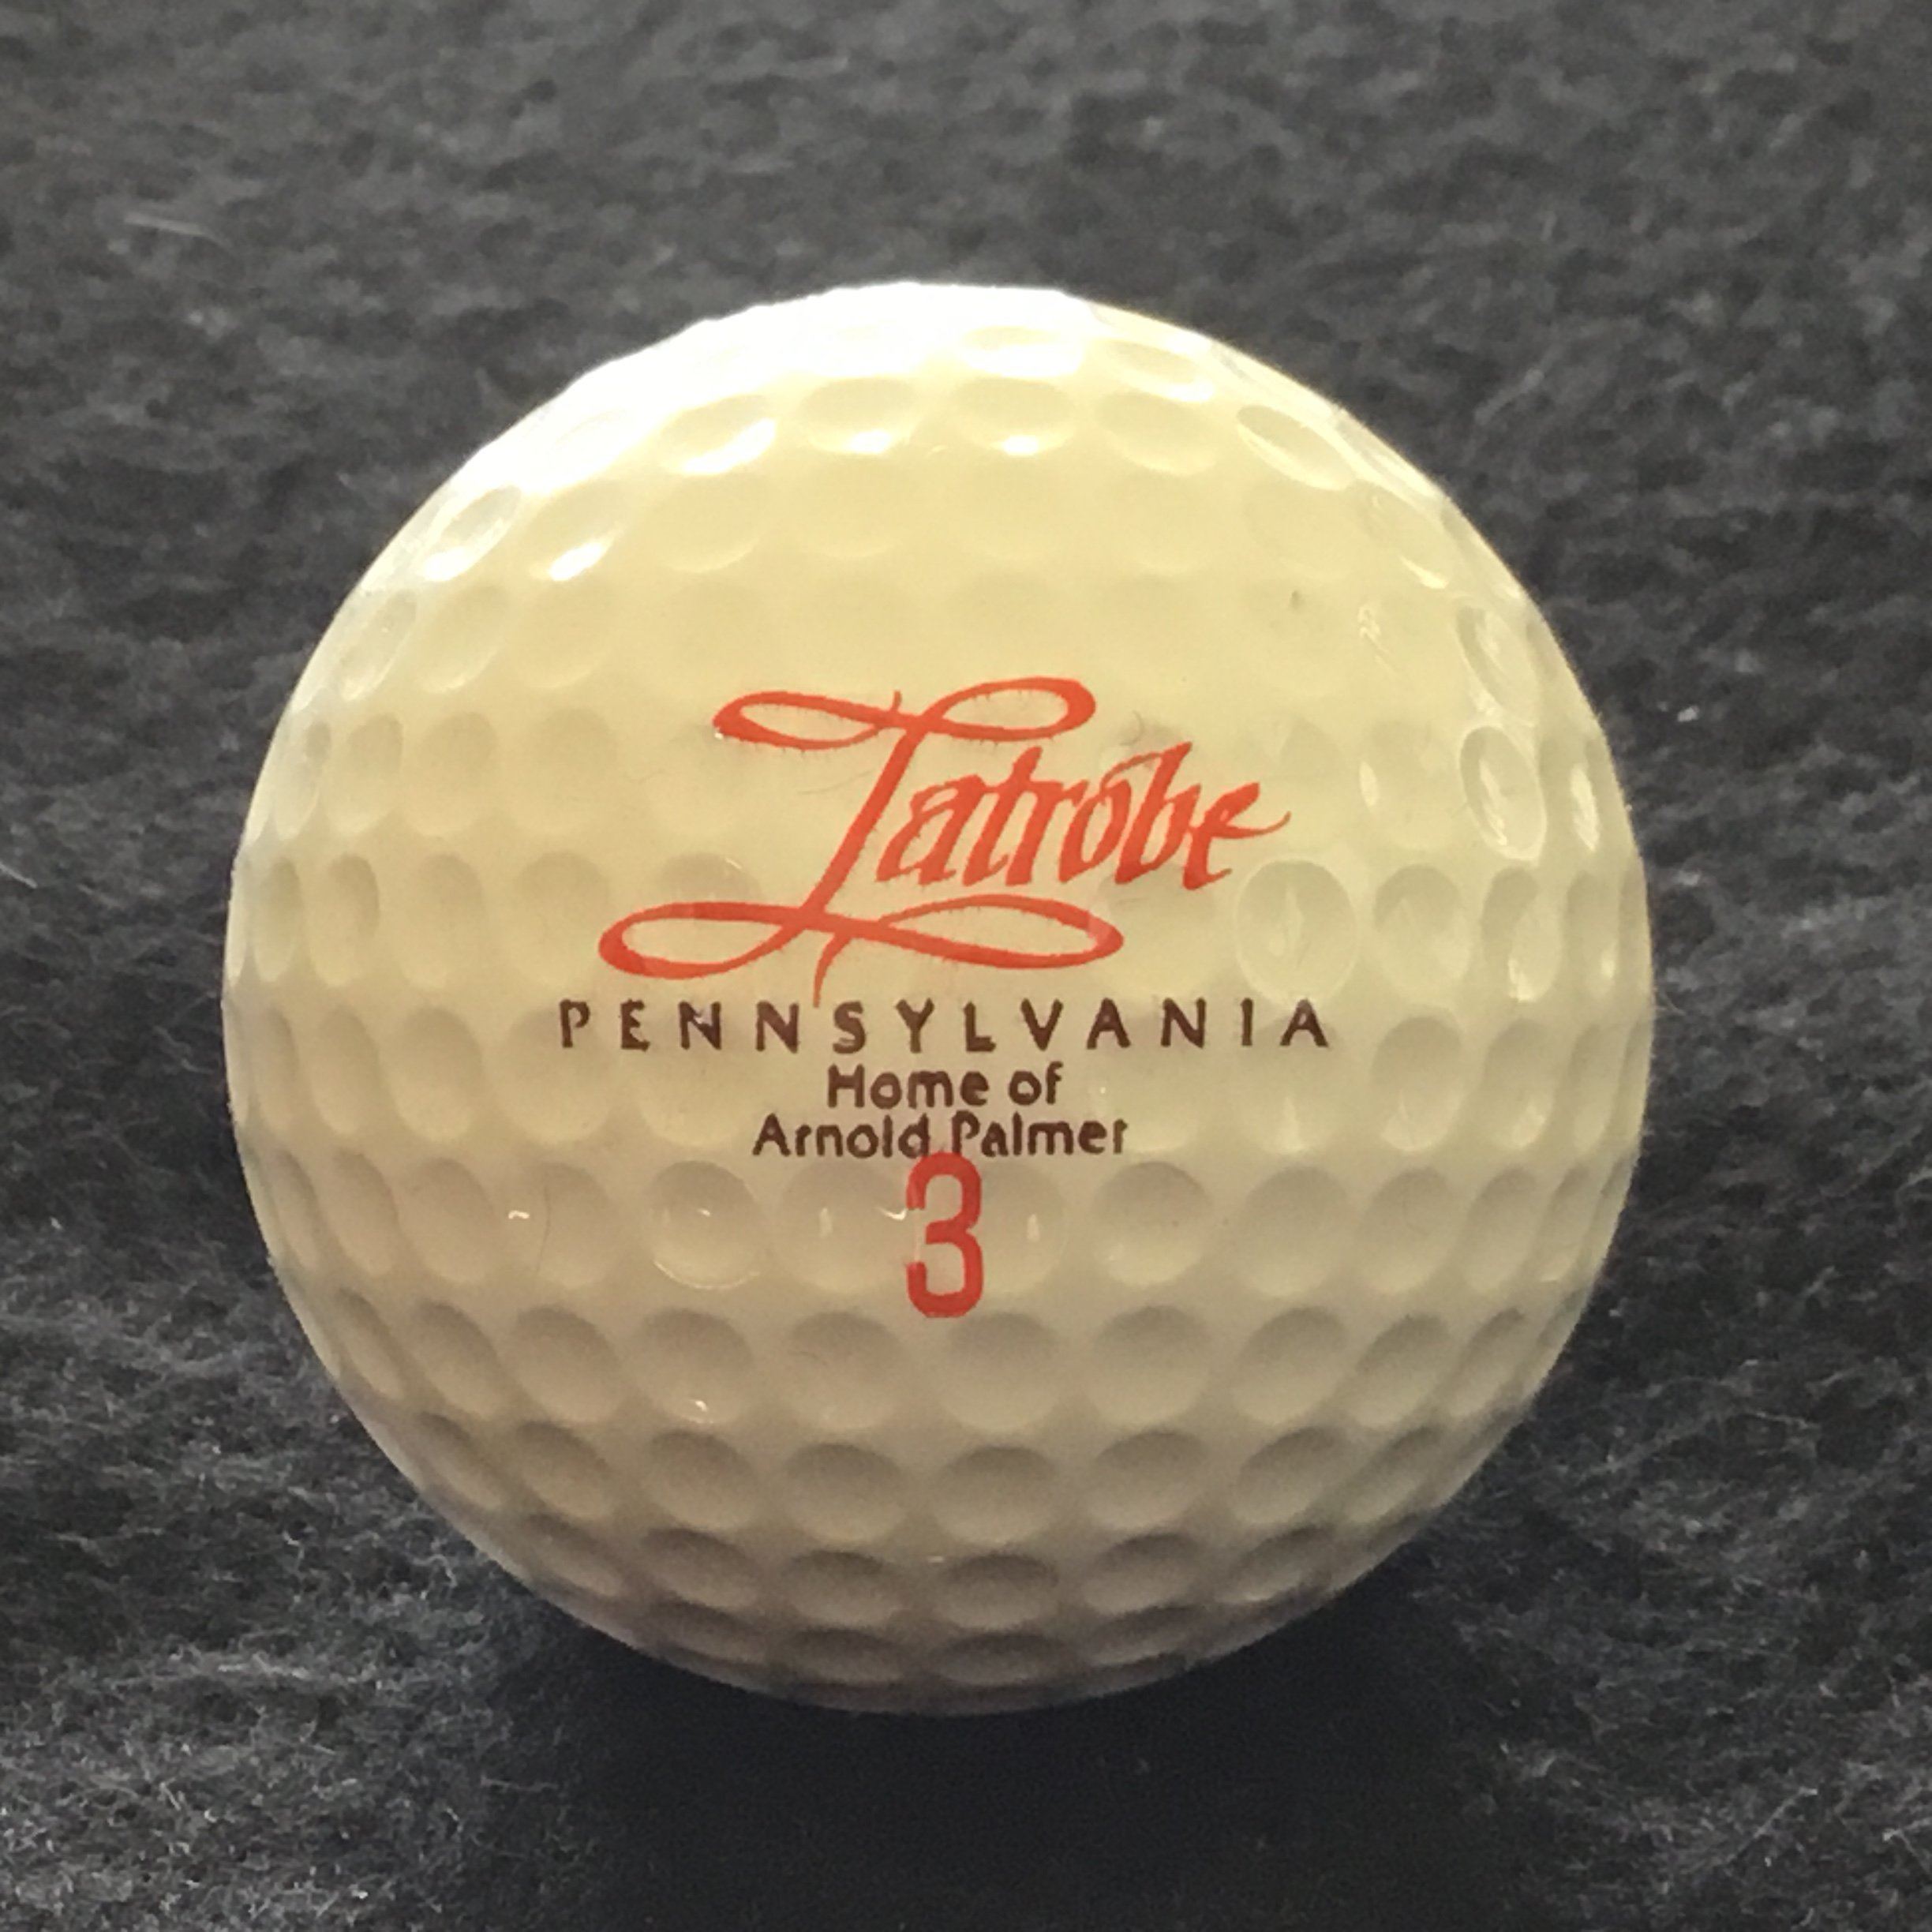 Latrobe
PENNSYLVANIA
Home of
Arnold Palmer
3